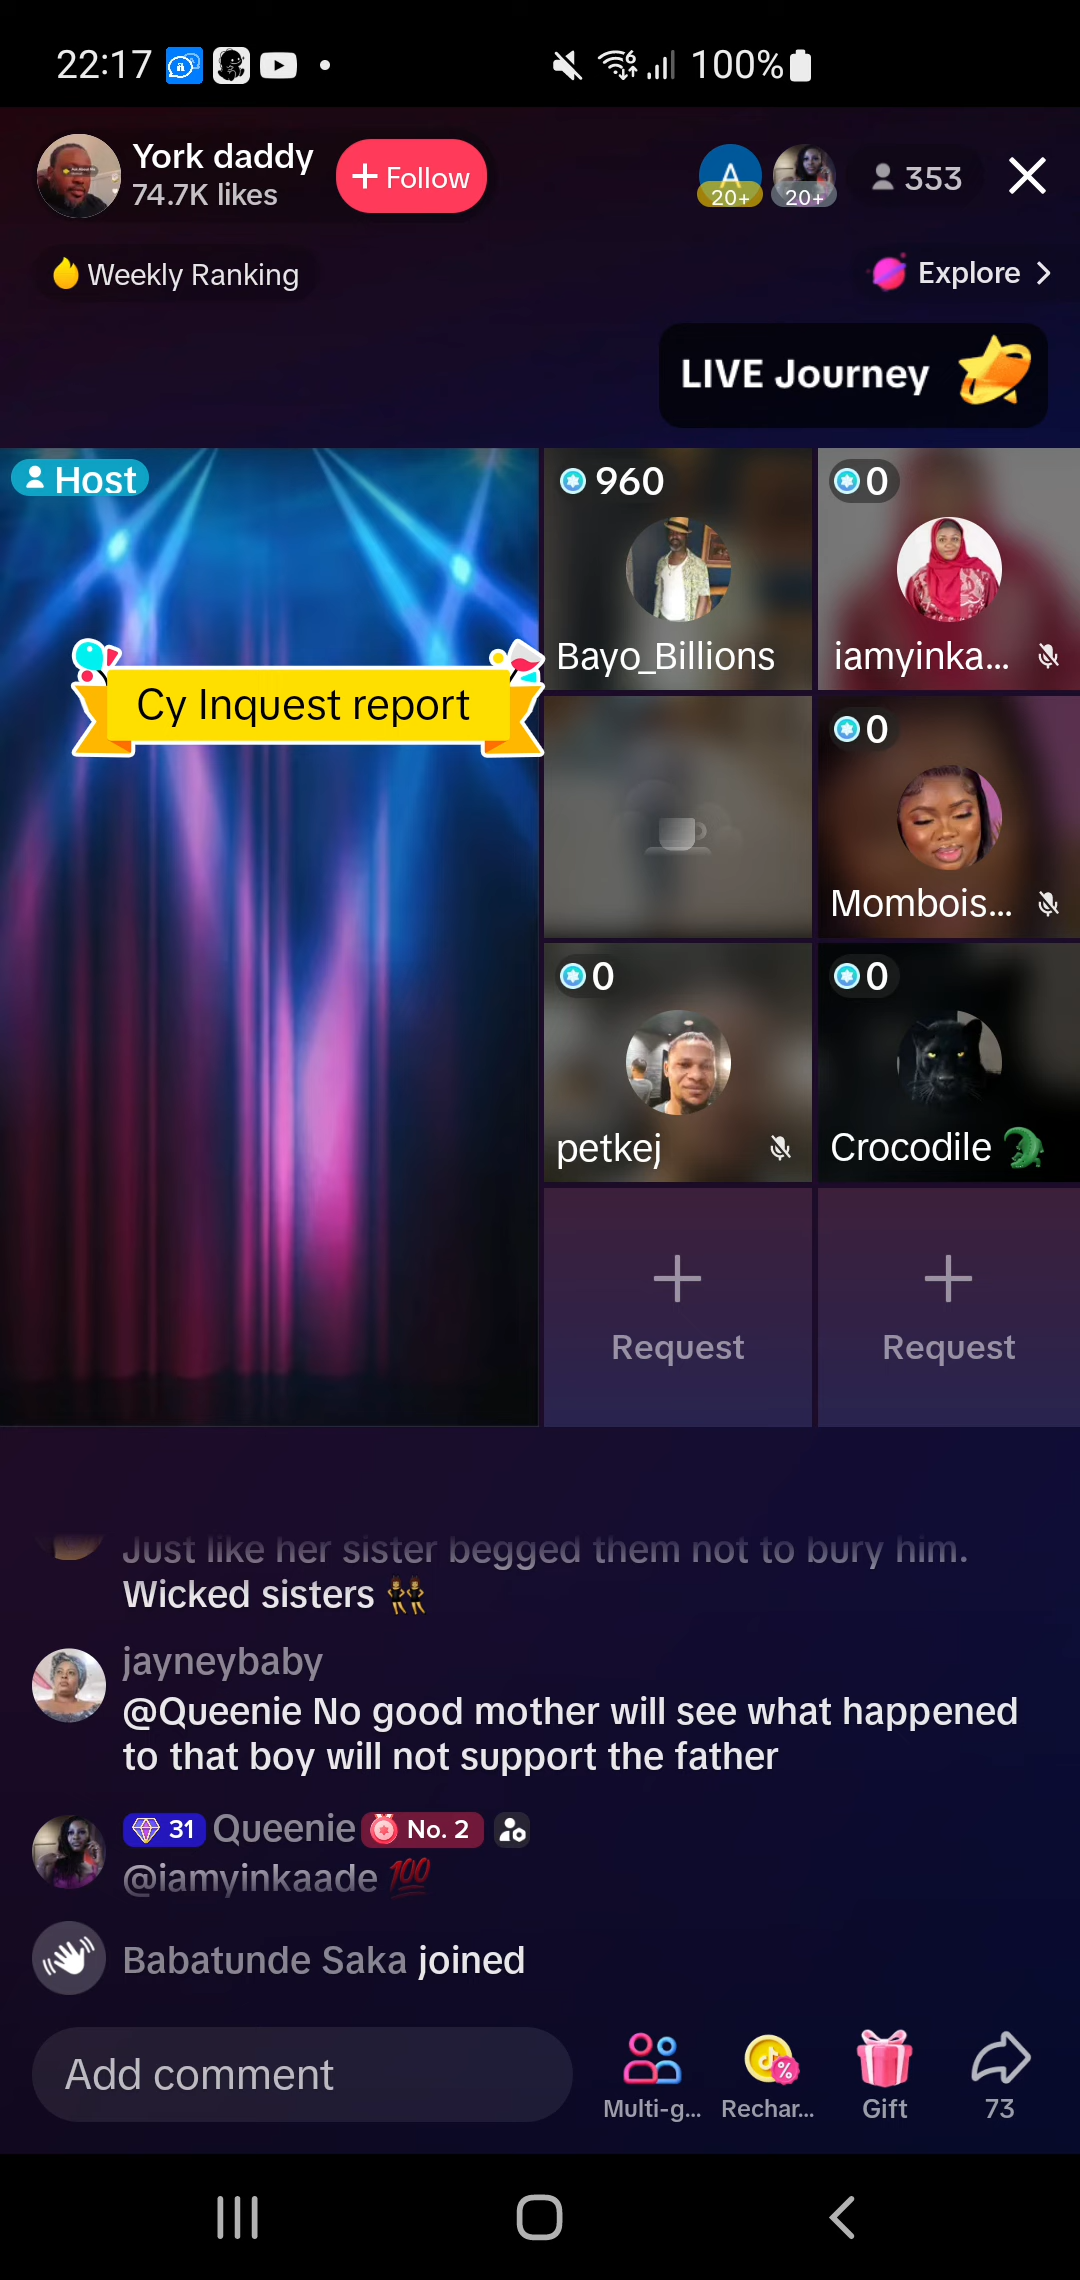 22:17
100%
York daddy
74.7K likes
+ Follow
A
20+
20+
353
Weekly Ranking
Explore
LIVE Journey
Host
960
0
Bayo_Billions
iamyinka...
Cy Inquest report
0
Mombois...
0
0
petkej
Crocodile 🐊
Request
Request
Just like her sister begged them not to bury him.
Wicked sisters 👯
jayneybaby
@Queenie No good mother will see what happened
to that boy will not support the father
31 Queenie No. 2
@iamyinkaade 💯
Babatunde Saka joined
Add comment
Multi-g...
Rechar...
Gift
73